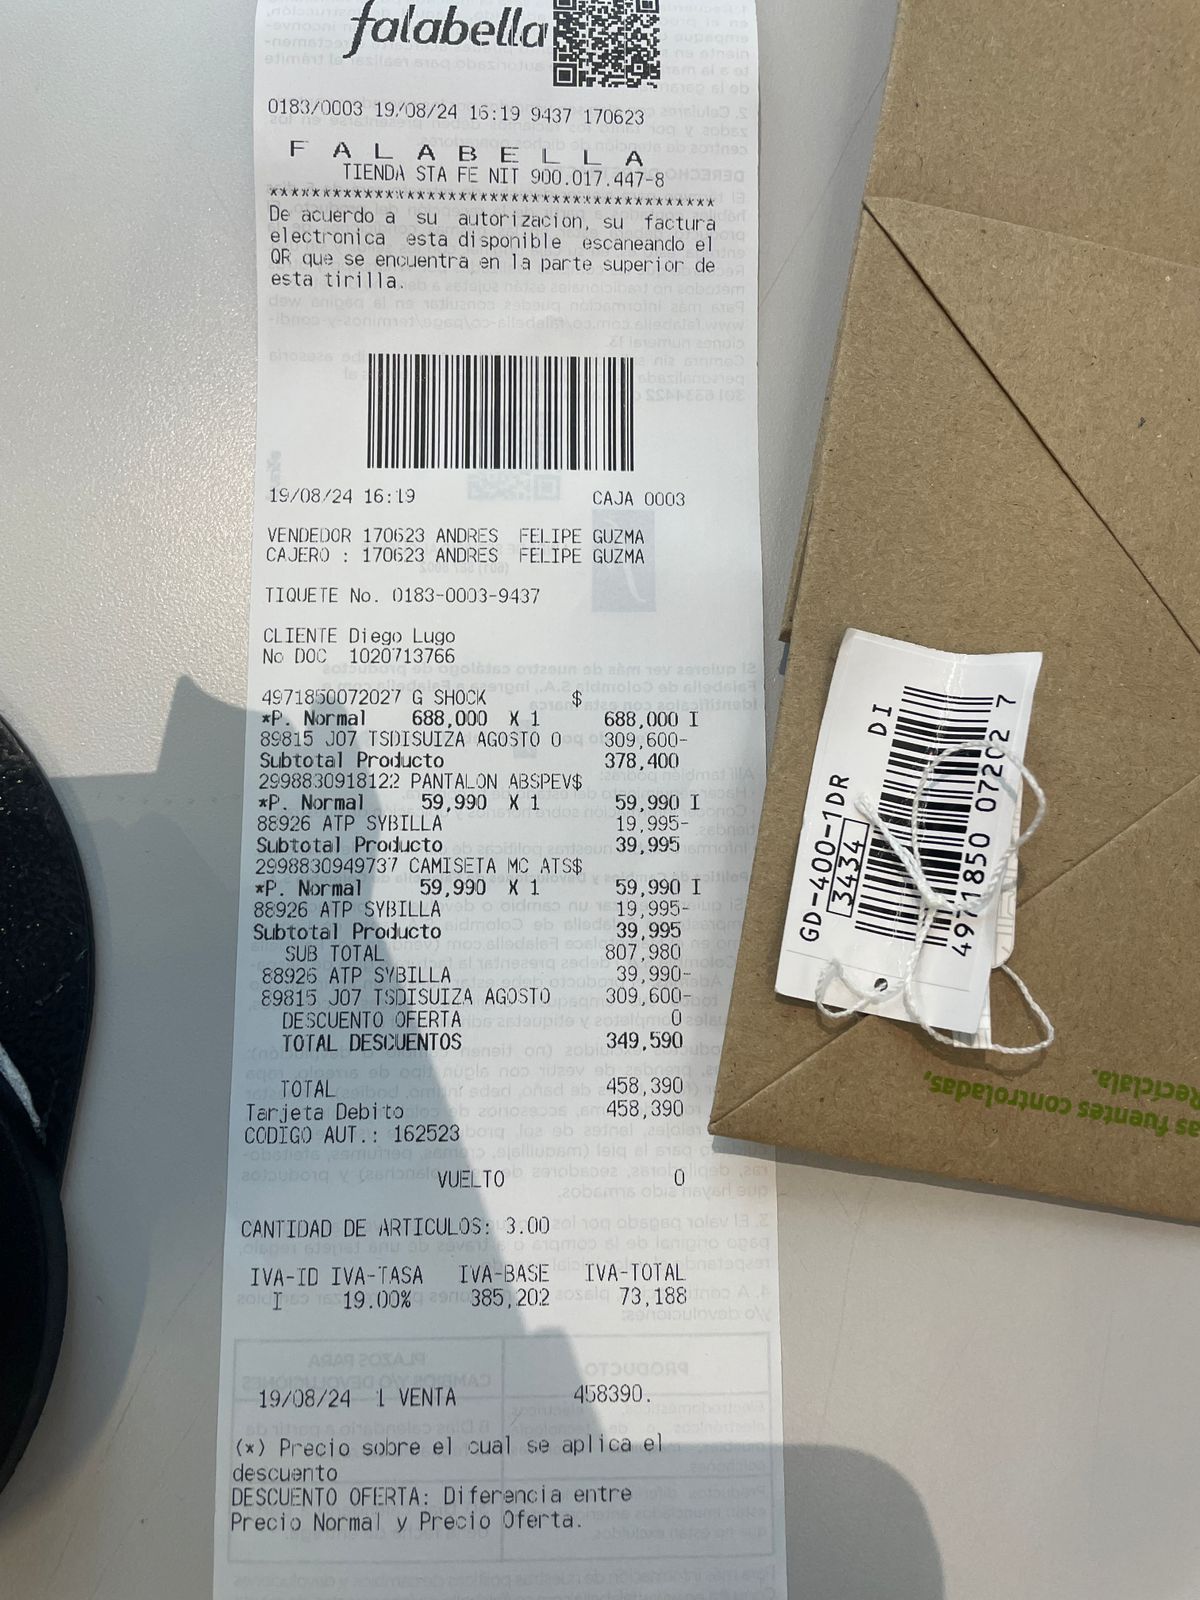 falabella
0183/0003 19/08/24 16:19 9437 170623
F A L A B E L L A
TIENDA STA FE NIT 900.017.447-8
******************************************
De acuerdo a su autorizacion, su factura
electronica esta disponible escaneando el
QR que se encuentra en la parte superior de
esta tirilla.
19/08/24 16:19 CAJA 0003
VENDEDOR 170623 ANDRES FELIPE GUZMA
CAJERO : 170623 ANDRES FELIPE GUZMA
TIQUETE No. 0183-0003-9437
CLIENTE Diego Lugo
No DOC 1020713766
4971850072027 G SHOCK $
*P. Normal 688,000 X 1 688,000 I
89815 J07 TSDISUIZA AGOSTO 0 309,600-
Subtotal Producto 378,400
2998830918122 PANTALON ABSPEV$
*P. Normal 59,990 X 1 59,990 I
88926 ATP SYBILLA 19,995-
Subtotal Producto 39,995
2998830949737 CAMISETA MC ATS$
*P. Normal 59,990 X 1 59,990 I
88926 ATP SYBILLA 19,995-
Subtotal Producto 39,995
SUB TOTAL 807,980
88926 ATP SYBILLA 39,990-
89815 J07 TSDISUIZA AGOSTO 309,600-
DESCUENTO OFERTA 0
TOTAL DESCUENTOS 349,590
TOTAL 458,390
Tarjeta Debito 458,390
CODIGO AUT.: 162523
VUELTO 0
CANTIDAD DE ARTICULOS: 3.00
IVA-ID IVA-TASA IVA-BASE IVA-TOTAL
I 19.00% 385,202 73,188
19/08/24 1 VENTA 458390.
(*) Precio sobre el cual se aplica el
descuento
DESCUENTO OFERTA: Diferencia entre
Precio Normal y Precio Oferta.
DI
GD-400-1DR
3434
4971850 07202 7
as fuentes controladas,
Recíclala.